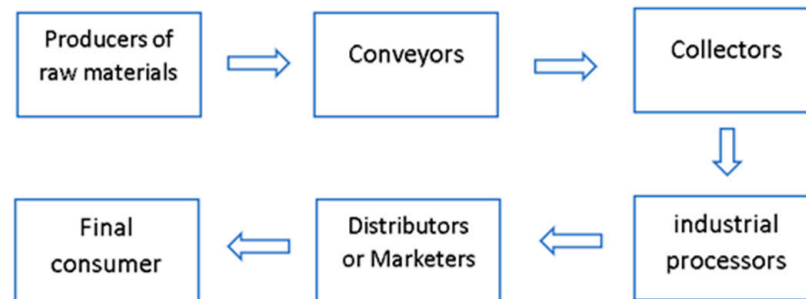 Producers of
raw materials
Conveyors
Collectors
industrial
processors
Distributors
or Marketers
Final
consumer